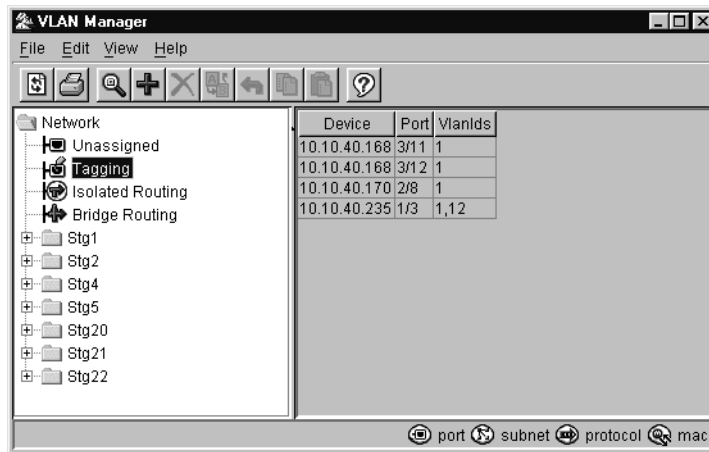 VLAN Manager
File Edit View Help
Network
Unassigned
Tagging
Isolated Routing
Bridge Routing
Stg1
Stg2
Stg4
Stg5
Stg20
Stg21
Stg22
Device Port VlanIds
10.10.40.168 3/11 1
10.10.40.168 3/12 1
10.10.40.170 2/8 1
10.10.40.235 1/3 1,12
port subnet protocol mac